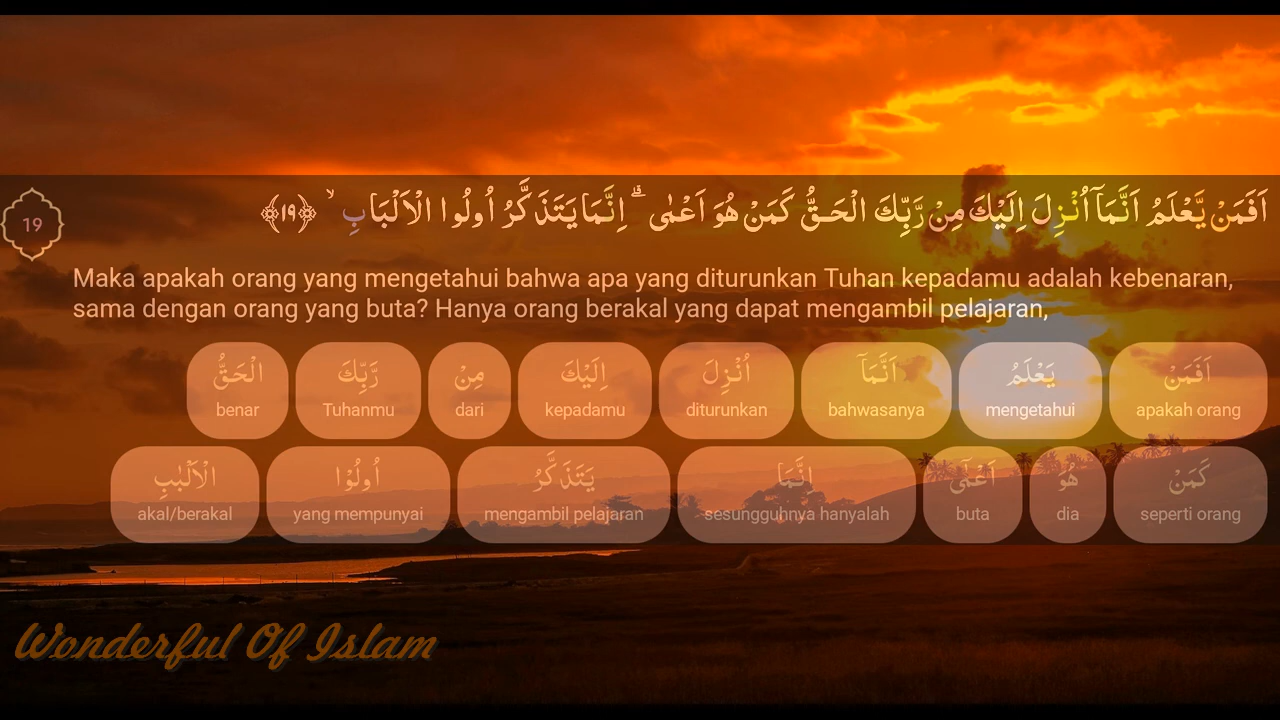 اَفَمَنْ يَّعْلَمُ اَنَّمَآ اُنْزِلَ اِلَيْكَ مِنْ رَّبِّكَ الْحَقُّ كَمَنْ هُوَ اَعْمٰى ۗ اِنَّمَا يَتَذَكَّرُ اُولُوا الْاَلْبَابِ ۙ ﴿١٩﴾
19
Maka apakah orang yang mengetahui bahwa apa yang diturunkan Tuhan kepadamu adalah kebenaran,
sama dengan orang yang buta? Hanya orang berakal yang dapat mengambil pelajaran,
اَفَمَنْ يَعْلَمُ اَنَّمَآ اُنْزِلَ اِلَيْكَ مِنْ رَّبِّكَ الْحَقُّ
apakah orang mengetahui bahwasanya diturunkan kepadamu dari Tuhanmu benar
كَمَنْ هُوَ اَعْمٰى اِنَّمَا يَتَذَكَّرُ اُولُوْا الْاَلْبٰبِ
seperti orang dia buta sesungguhnya hanyalah mengambil pelajaran yang mempunyai akal/berakal
Wonderful Of Islam